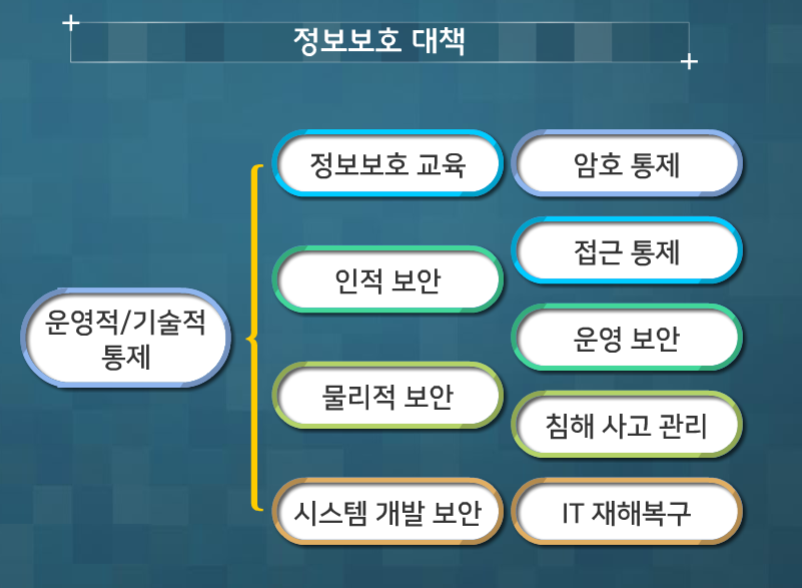 정보보호 대책
운영적/기술적
통제
정보보호 교육
인적 보안
물리적 보안
시스템 개발 보안
암호 통제
접근 통제
운영 보안
침해 사고 관리
IT 재해복구